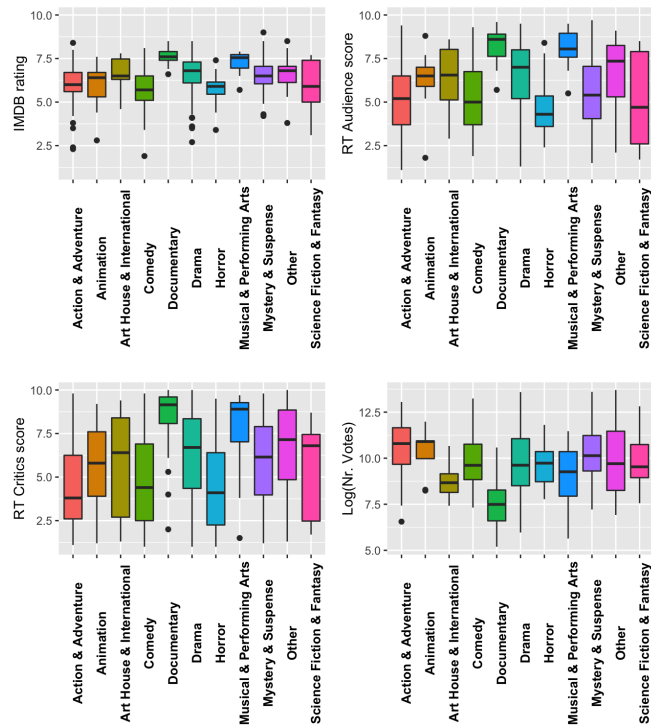 IMDB rating
10.0
7.5
5.0
2.5
Action & Adventure
Animation
Art House & International
Comedy
Documentary
Drama
Horror
Musical & Performing Arts
Mystery & Suspense
Other
Science Fiction & Fantasy
RT Audience score
10.0
7.5
5.0
2.5
Action & Adventure
Animation
Art House & International
Comedy
Documentary
Drama
Horror
Musical & Performing Arts
Mystery & Suspense
Other
Science Fiction & Fantasy
RT Critics score
10.0
7.5
5.0
2.5
Action & Adventure
Animation
Art House & International
Comedy
Documentary
Drama
Horror
Musical & Performing Arts
Mystery & Suspense
Other
Science Fiction & Fantasy
Log(Nr. Votes)
12.5
10.0
7.5
5.0
Action & Adventure
Animation
Art House & International
Comedy
Documentary
Drama
Horror
Musical & Performing Arts
Mystery & Suspense
Other
Science Fiction & Fantasy